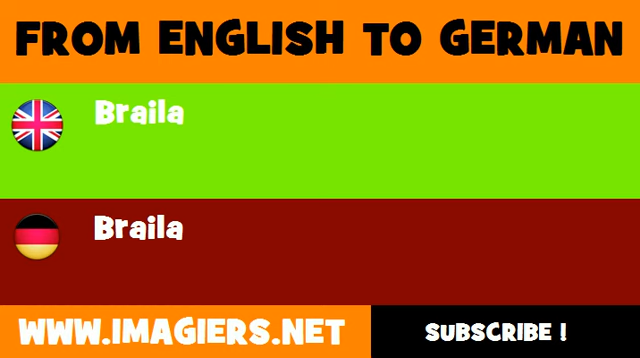 FROM ENGLISH TO GERMAN
Braila
Braila
WWW.IMAGIERS.NET
SUBSCRIBE !